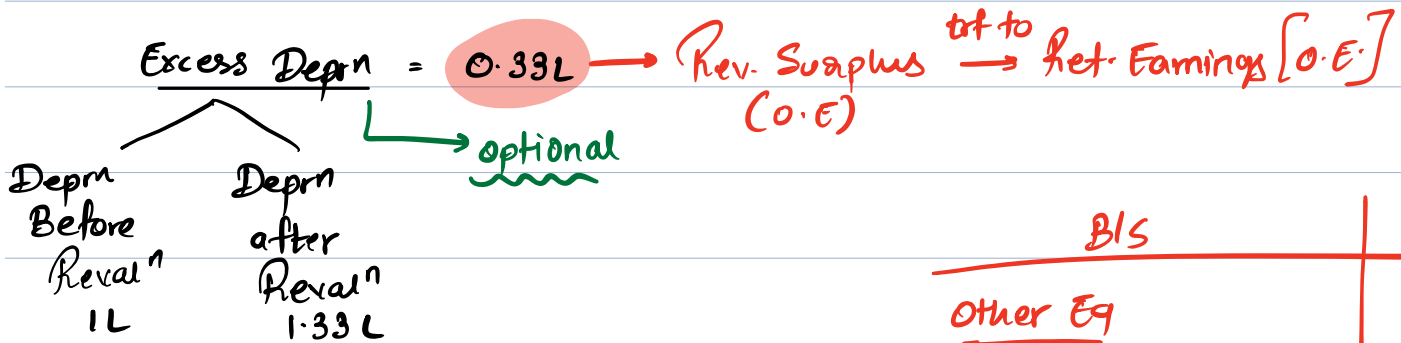 Excess Deprn = 0.33L → Rev. Surplus trf to → Ret. Earnings [O.E.]
(O.E)
optional
Deprn Before Revalⁿ 1L
Deprn after Revalⁿ 1.33L
B/S
Other Eq